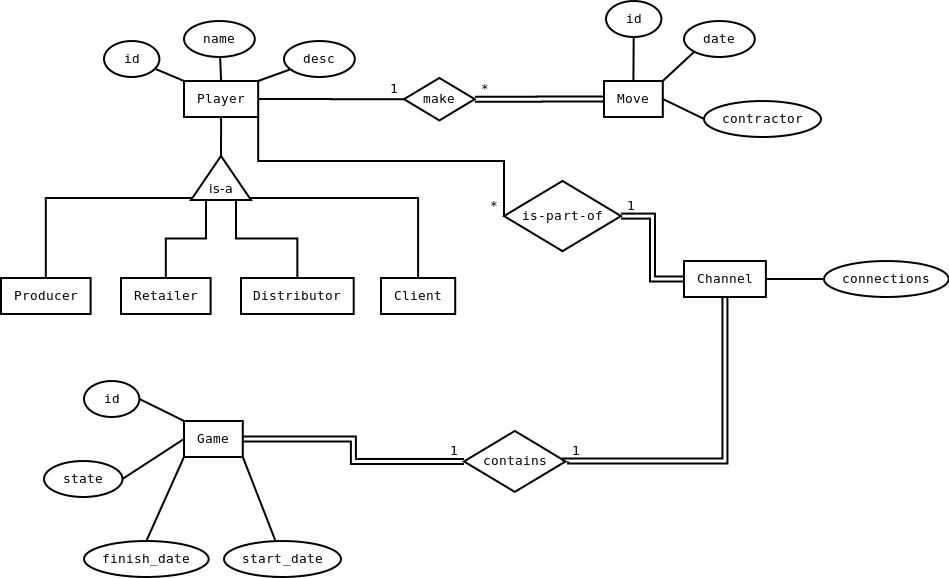 id
name
desc
id
date
Player
1
make
*
Move
contractor
is-a
*
is-part-of
1
Producer
Retailer
Distributor
Client
Channel
connections
id
Game
1
contains
1
state
finish_date
start_date